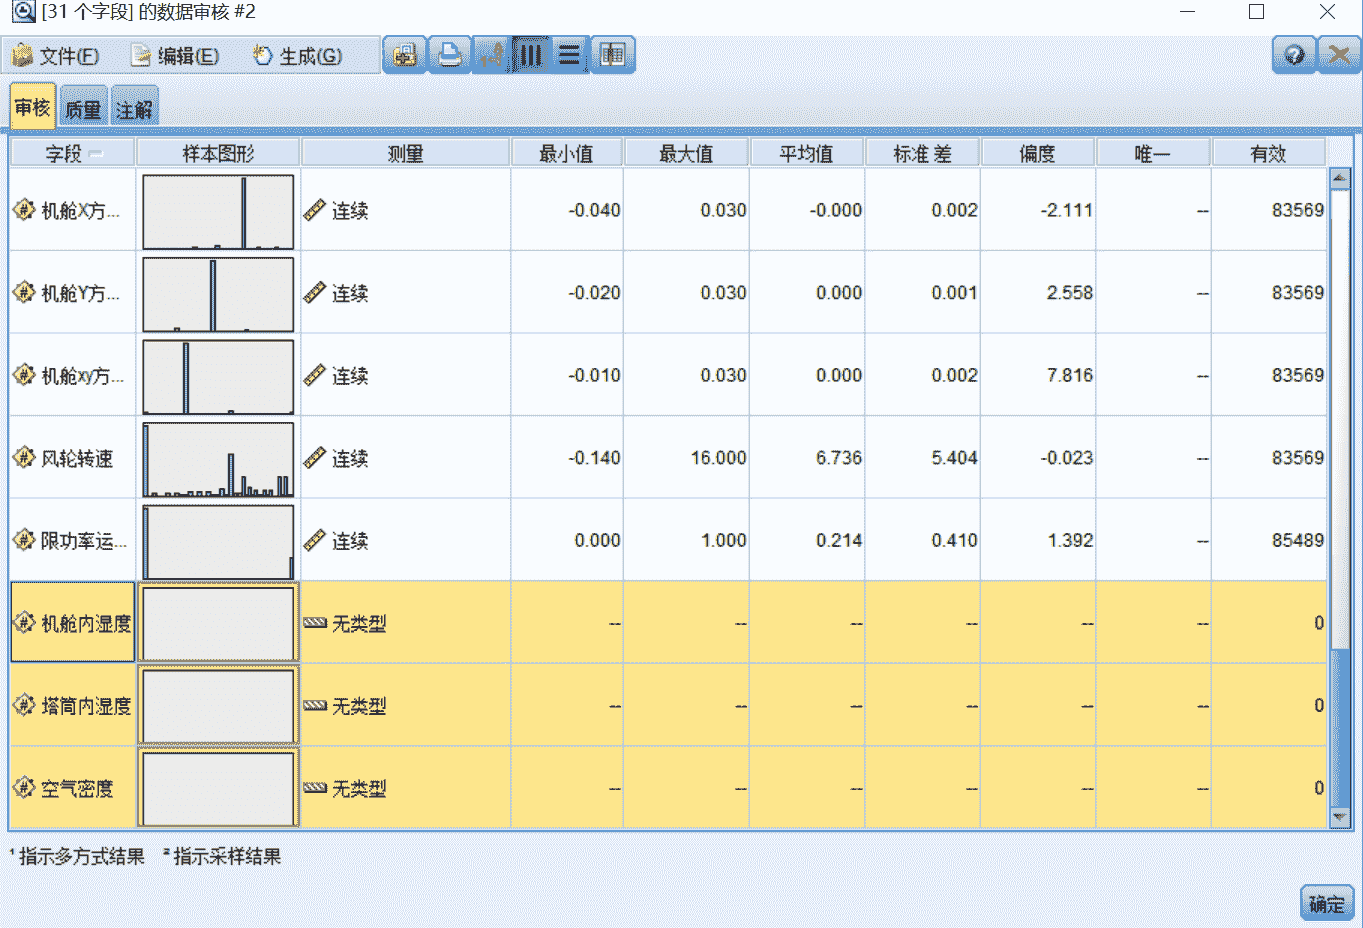 [31 个字段] 的数据审核 #2
文件(F) 编辑(E) 生成(G)
审核 质量 注解
字段 样本图形 测量 最小值 最大值 平均值 标准 差 偏度 唯一 有效
机舱X方... 连续 -0.040 0.030 -0.000 0.002 -2.111 -- 83569
机舱Y方... 连续 -0.020 0.030 0.000 0.001 2.558 -- 83569
机舱xy方... 连续 -0.010 0.030 0.000 0.002 7.816 -- 83569
风轮转速 连续 -0.140 16.000 6.736 5.404 -0.023 -- 83569
限功率运... 连续 0.000 1.000 0.214 0.410 1.392 -- 85489
机舱内湿度 无类型 -- -- -- -- -- -- 0
塔筒内湿度 无类型 -- -- -- -- -- -- 0
空气密度 无类型 -- -- -- -- -- -- 0
¹ 指示多方式结果 ² 指示采样结果
确定